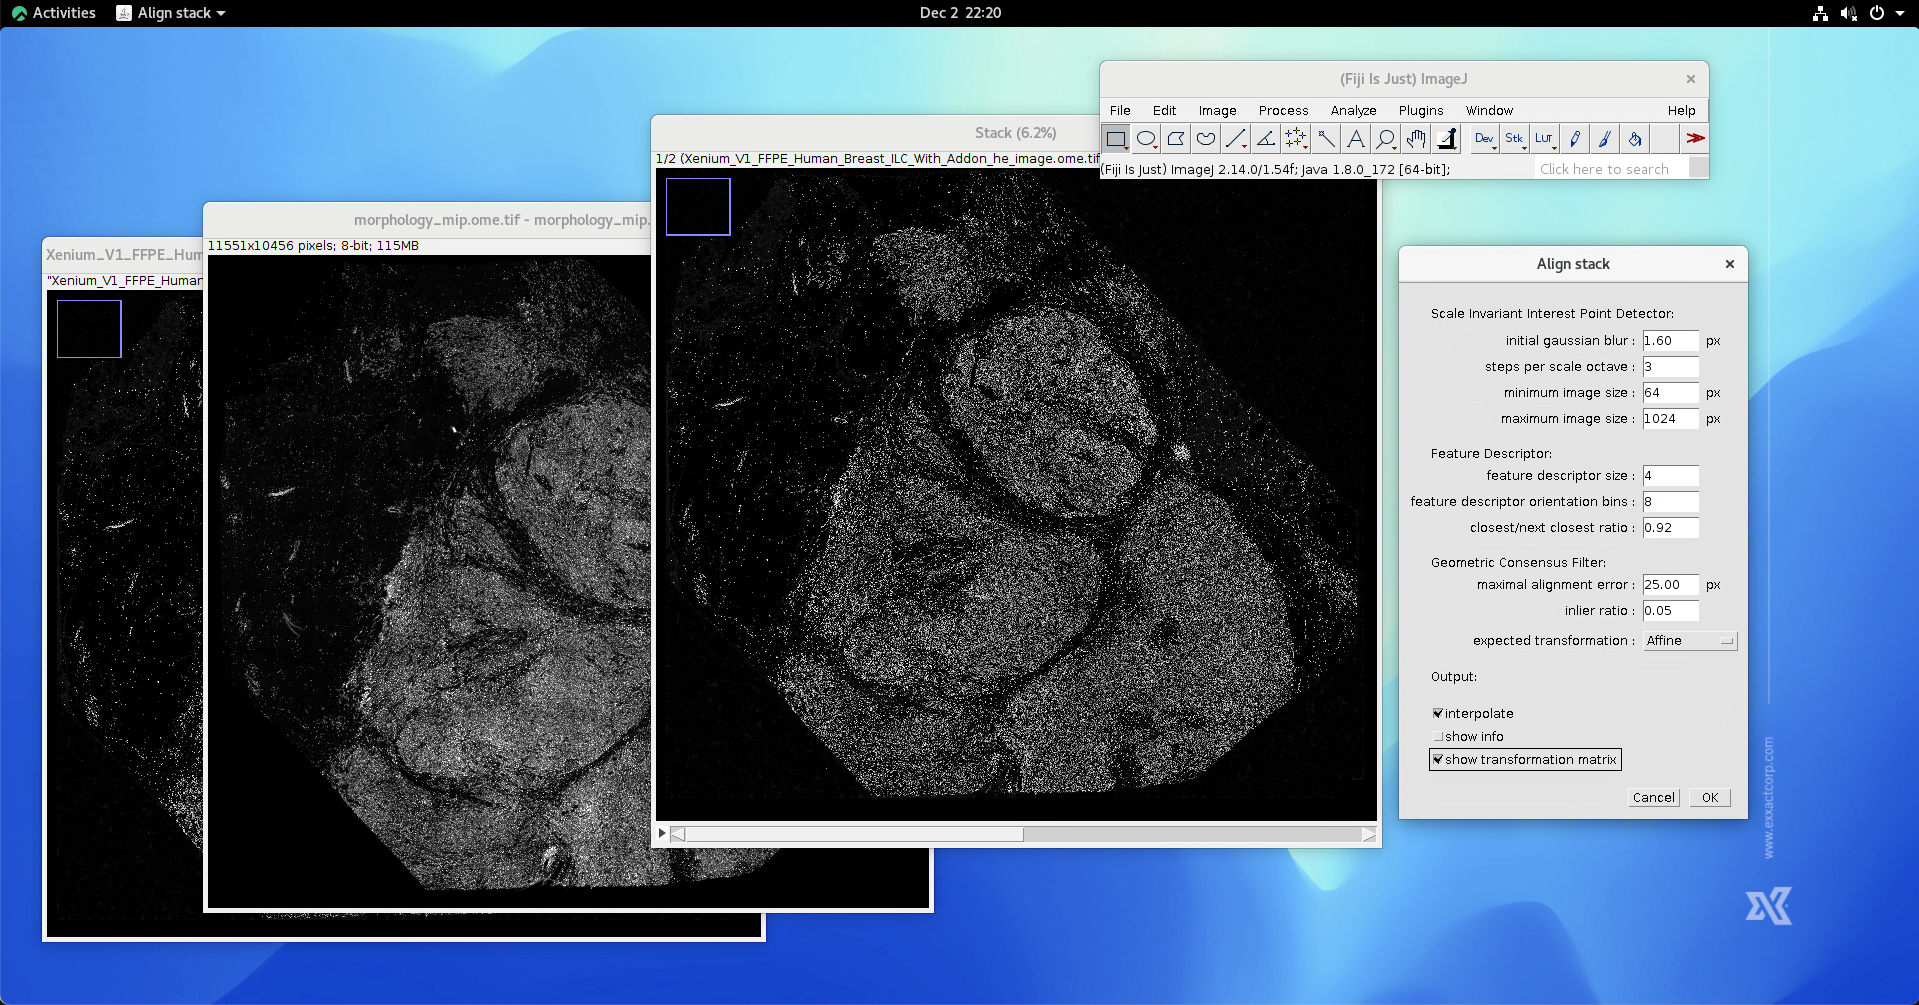 Activities
Align stack
Dec 2 22:20
(Fiji Is Just) ImageJ
File Edit Image Process Analyze Plugins Window Help
Dev Stk LUT
(Fiji Is Just) ImageJ 2.14.0/1.54f; Java 1.8.0_172 [64-bit];
Click here to search
Stack (6.2%)
1/2 (Xenium_V1_FFPE_Human_Breast_ILC_With_Addon_he_image.ome.tif
morphology_mip.ome.tif - morphology_mip.
11551x10456 pixels; 8-bit; 115MB
Xenium_V1_FFPE_Hum
"Xenium_V1_FFPE_Human
Align stack
Scale Invariant Interest Point Detector:
initial gaussian blur : 1.60 px
steps per scale octave : 3
minimum image size : 64 px
maximum image size : 1024 px
Feature Descriptor:
feature descriptor size : 4
feature descriptor orientation bins : 8
closest/next closest ratio : 0.92
Geometric Consensus Filter:
maximal alignment error : 25.00 px
inlier ratio : 0.05
expected transformation : Affine
Output:
interpolate
show info
show transformation matrix
Cancel OK
www.exxactcorp.com